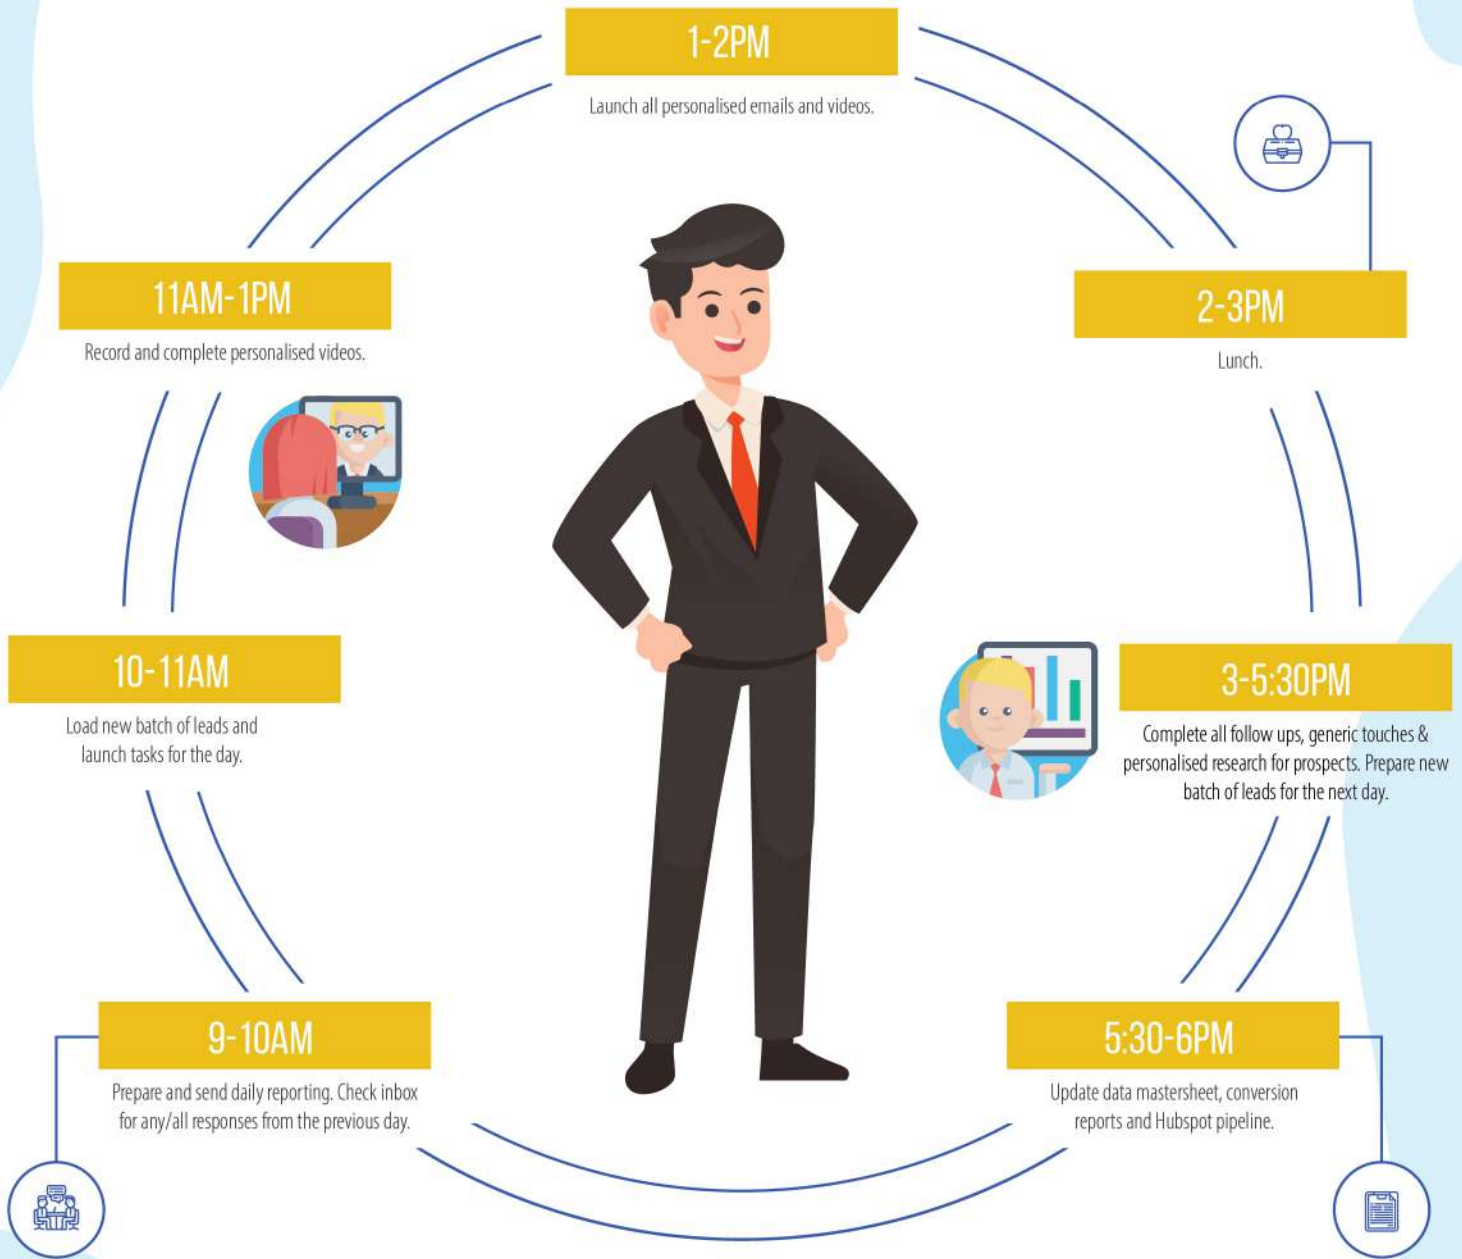 1-2PM
Launch all personalised emails and videos.
11AM-1PM
Record and complete personalised videos.
2-3PM
Lunch.
10-11AM
Load new batch of leads and
launch tasks for the day.
3-5:30PM
Complete all follow ups, generic touches &
personalised research for prospects. Prepare new
batch of leads for the next day.
9-10AM
Prepare and send daily reporting. Check inbox
for any/all responses from the previous day.
5:30-6PM
Update data mastersheet, conversion
reports and Hubspot pipeline.